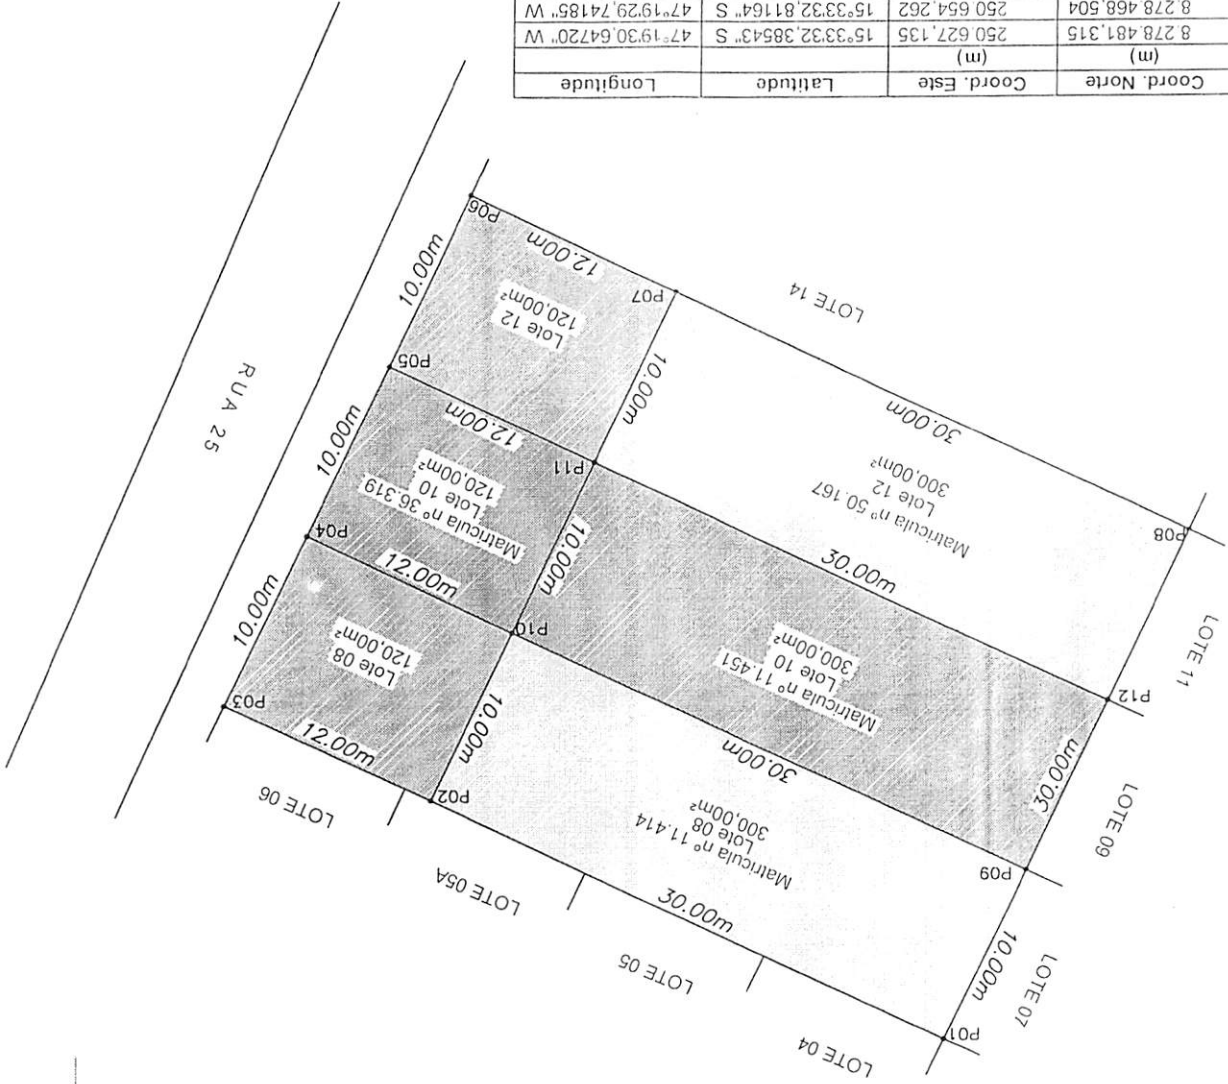 LOTE 04
P01
LOTE 07
10.00m
LOTE 05
30.00m
P09
LOTE 05A
Matricula nº 11.414
Lote 08
300,00m²
LOTE 09
LOTE 06
P02
30.00m
30.00m
12.00m
P03
10.00m
P12
Matricula nº 11.451
Lote 10
300,00m²
LOTE 11
Lote 08
120,00m²
P10
10.00m
12.00m
10.00m
30.00m
P04
P08
Matricula nº 36.319
Lote 10
120,00m²
Matricula nº 50.167
Lote 12
300,00m²
P11
10.00m
12.00m
30.00m
RUA 25
10.00m
P05
Lote 12
120,00m²
LOTE 14
P07
10.00m
12.00m
P06
Coord. Norte Coord. Este Latitude Longitude
(m) (m)
8.278.481,315 250.627,135 15°33'32,38543" S 47°19'30,64720" W
8.278.468,504 250.654,262 15°33'32,81164" S 47°19'29,74185" W